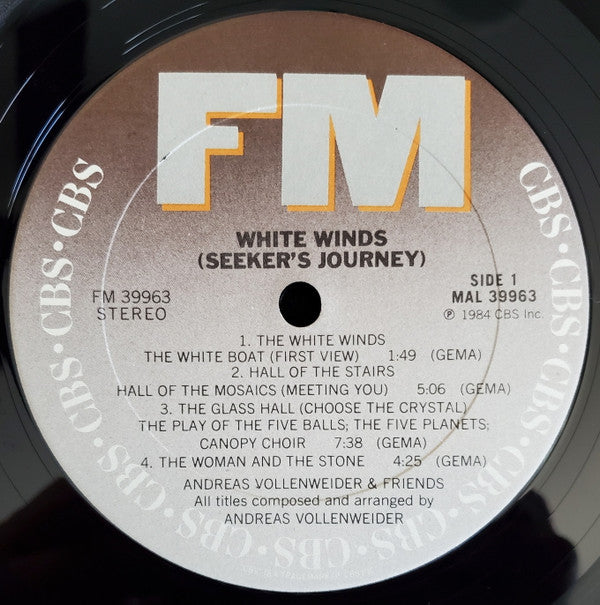 FM
WHITE WINDS
(SEEKER'S JOURNEY)
FM 39963
STEREO
SIDE 1
MAL 39963
℗ 1984 CBS Inc.
1. THE WHITE WINDS
THE WHITE BOAT (FIRST VIEW) 1:49 (GEMA)
2. HALL OF THE STAIRS
HALL OF THE MOSAICS (MEETING YOU) 5:06 (GEMA)
3. THE GLASS HALL (CHOOSE THE CRYSTAL)
THE PLAY OF THE FIVE BALLS; THE FIVE PLANETS;
CANOPY CHOIR 7:38 (GEMA)
4. THE WOMAN AND THE STONE 4:25 (GEMA)
ANDREAS VOLLENWEIDER & FRIENDS
All titles composed and arranged by
ANDREAS VOLLENWEIDER
CBS • CBS • CBS • CBS • CBS • CBS • CBS • CBS • CBS • CBS